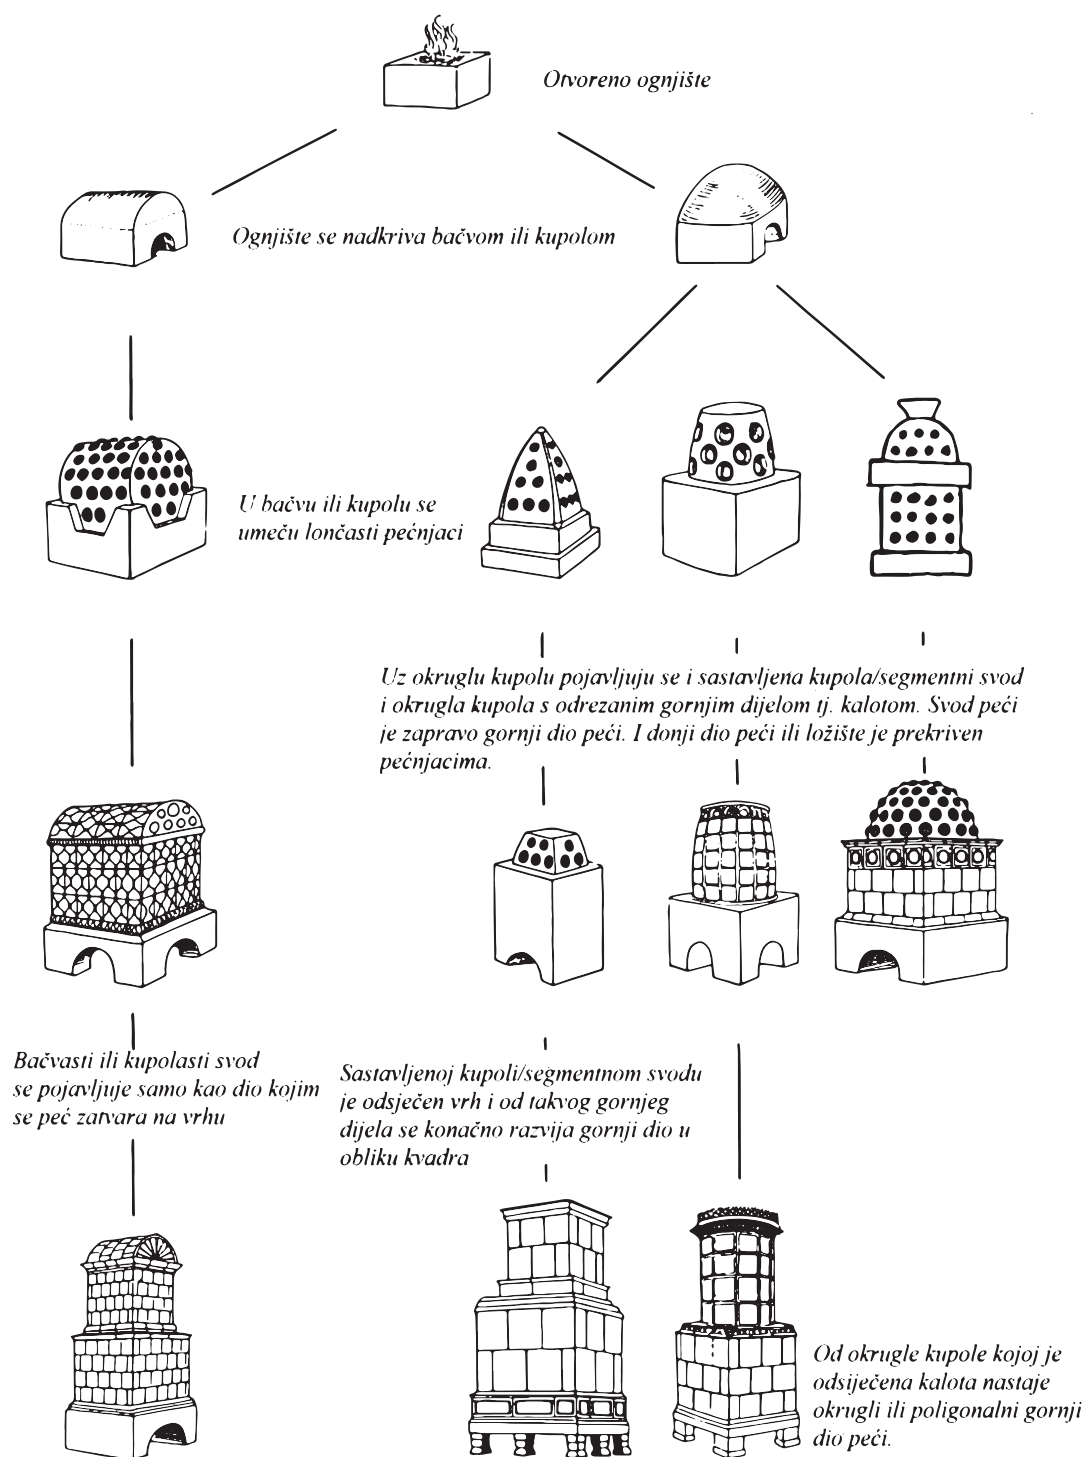 Otvoreno ognjište
Ognjište se nadkriva bačvom ili kupolom
U bačvu ili kupolu se
umeču lončasti pećnjaci
Uz okruglu kupolu pojavljuju se i sastavljena kupola/segmentni svod
i okrugla kupola s odrezanim gornjim dijelom tj. kalotom. Svod peći
je zapravo gornji dio peći. I donji dio peći ili ložište je prekriven
pećnjacima.
Bačvasti ili kupolasti svod
se pojavljuje samo kao dio kojim
se peć zatvara na vrhu
Sastavljenoj kupoli/segmentnom svodu
je odsječen vrh i od takvog gornjeg
dijela se konačno razvija gornji dio u
obliku kvadra
Od okrugle kupole kojoj je
odsiječena kalota nastaje
okrugli ili poligonalni gornji
dio peći.